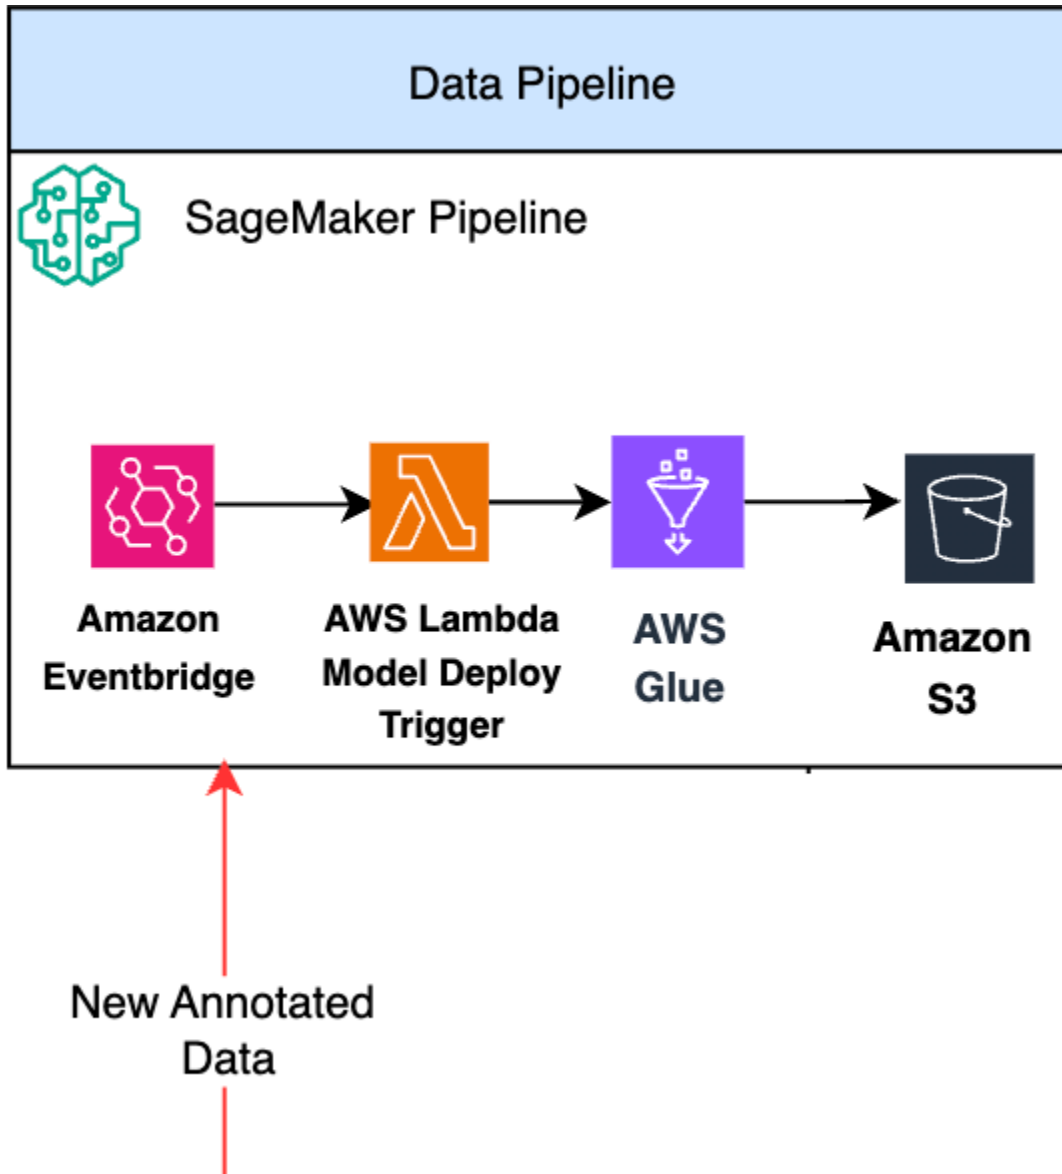 Data Pipeline
SageMaker Pipeline
Amazon
Eventbridge
AWS Lambda
Model Deploy
Trigger
AWS
Glue
Amazon
S3
New Annotated
Data